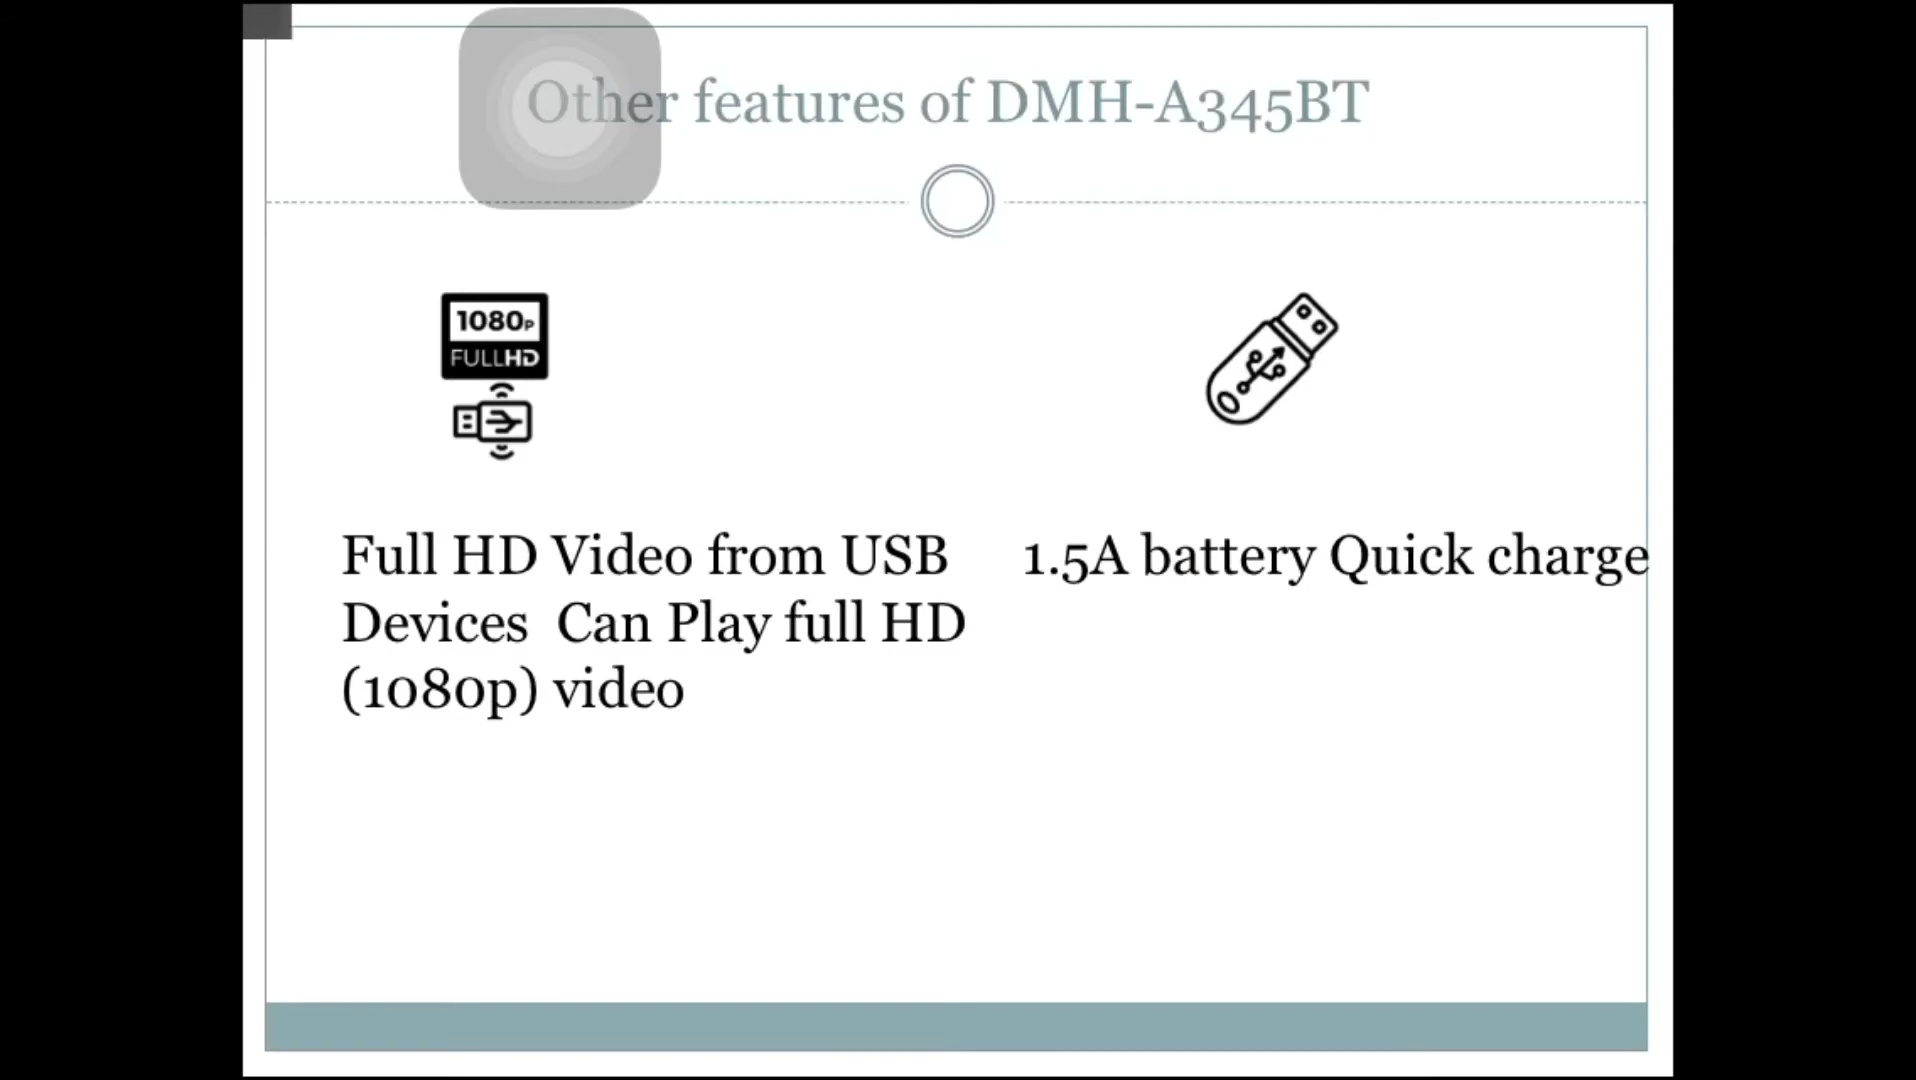 Other features of DMH-A345BT
1080p
FULLHD
Full HD Video from USB
Devices  Can Play full HD
(1080p) video
1.5A battery Quick charge